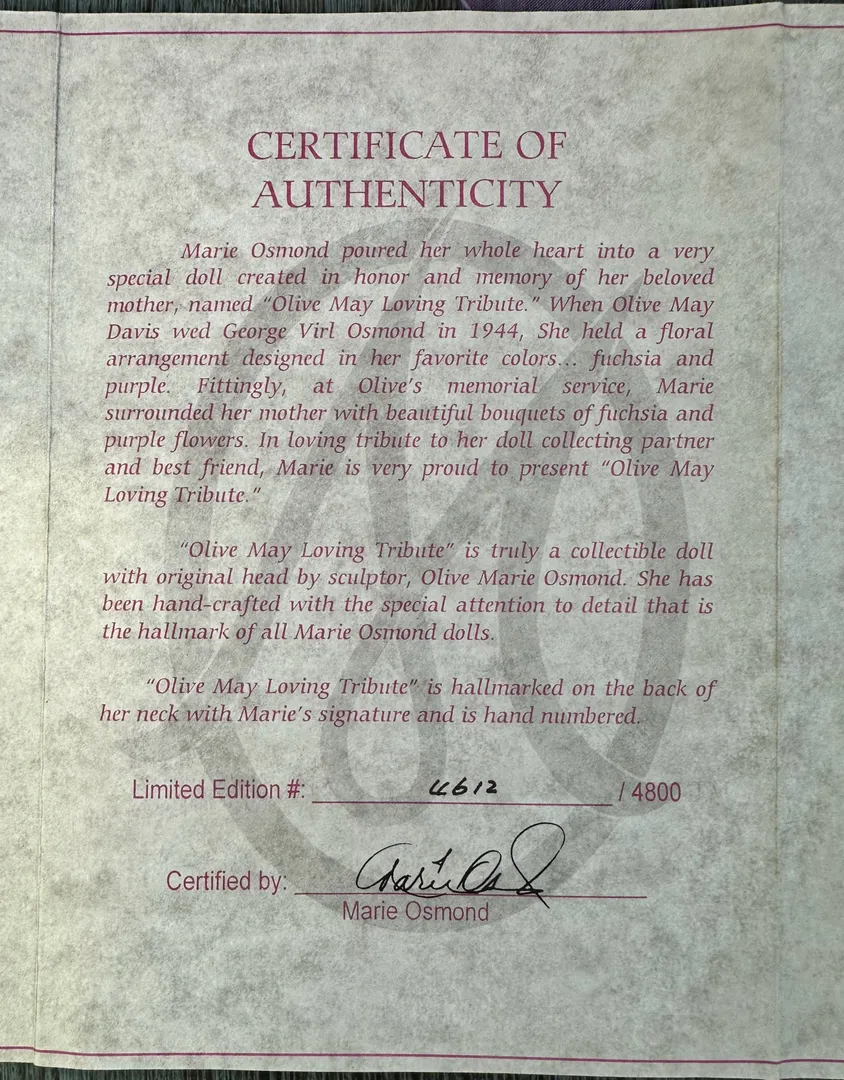 CERTIFICATE OF
AUTHENTICITY
Marie Osmond poured her whole heart into a very
special doll created in honor and memory of her beloved
mother, named “Olive May Loving Tribute.” When Olive May
Davis wed George Virl Osmond in 1944, She held a floral
arrangement designed in her favorite colors... fuchsia and
purple. Fittingly, at Olive’s memorial service, Marie
surrounded her mother with beautiful bouquets of fuchsia and
purple flowers. In loving tribute to her doll collecting partner
and best friend, Marie is very proud to present “Olive May
Loving Tribute.”
“Olive May Loving Tribute” is truly a collectible doll
with original head by sculptor, Olive Marie Osmond. She has
been hand-crafted with the special attention to detail that is
the hallmark of all Marie Osmond dolls.
“Olive May Loving Tribute” is hallmarked on the back of
her neck with Marie’s signature and is hand numbered.
Limited Edition #: 4612 / 4800
Certified by: Marie Os
Marie Osmond